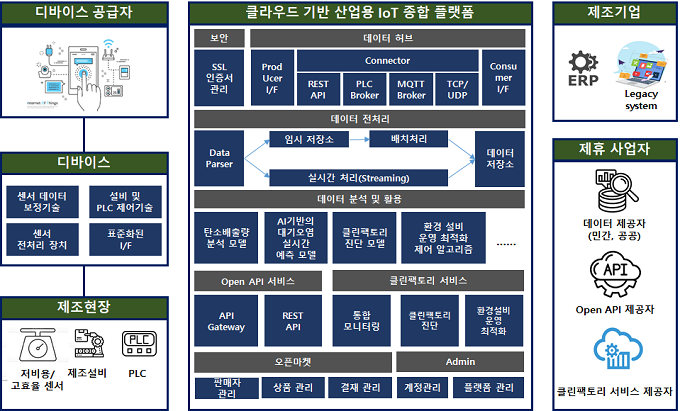 디바이스 공급자
Internet of Things
디바이스
센서 데이터
보정기술
설비 및
PLC 제어기술
센서
전처리 장치
표준화된
I/F
제조현장
저비용/
고효율 센서
제조설비
PLC
PLC
클라우드 기반 산업용 IoT 종합 플랫폼
보안
데이터 허브
SSL
인증서
관리
Prod
Ucer
I/F
Connector
REST
API
PLC
Broker
MQTT
Broker
TCP/
UDP
Consu
mer
I/F
데이터 전처리
Data
Parser
임시 저장소
배치처리
실시간 처리(Streaming)
데이터
저장소
데이터 분석 및 활용
탄소배출량
분석 모델
AI기반의
대기오염
실시간
예측 모델
클린팩토리
진단 모델
환경 설비
운영 최적화
제어 알고리즘
......
Open API 서비스
클린팩토리 서비스
API
Gateway
REST
API
통합
모니터링
클린팩토리
진단
환경설비
운영
최적화
오픈마켓
Admin
판매자
관리
상품 관리
결재 관리
계정관리
플랫폼 관리
제조기업
ERP
Legacy
system
제휴 사업자
데이터 제공자
(민간, 공공)
API
Open API 제공자
클린팩토리 서비스 제공자